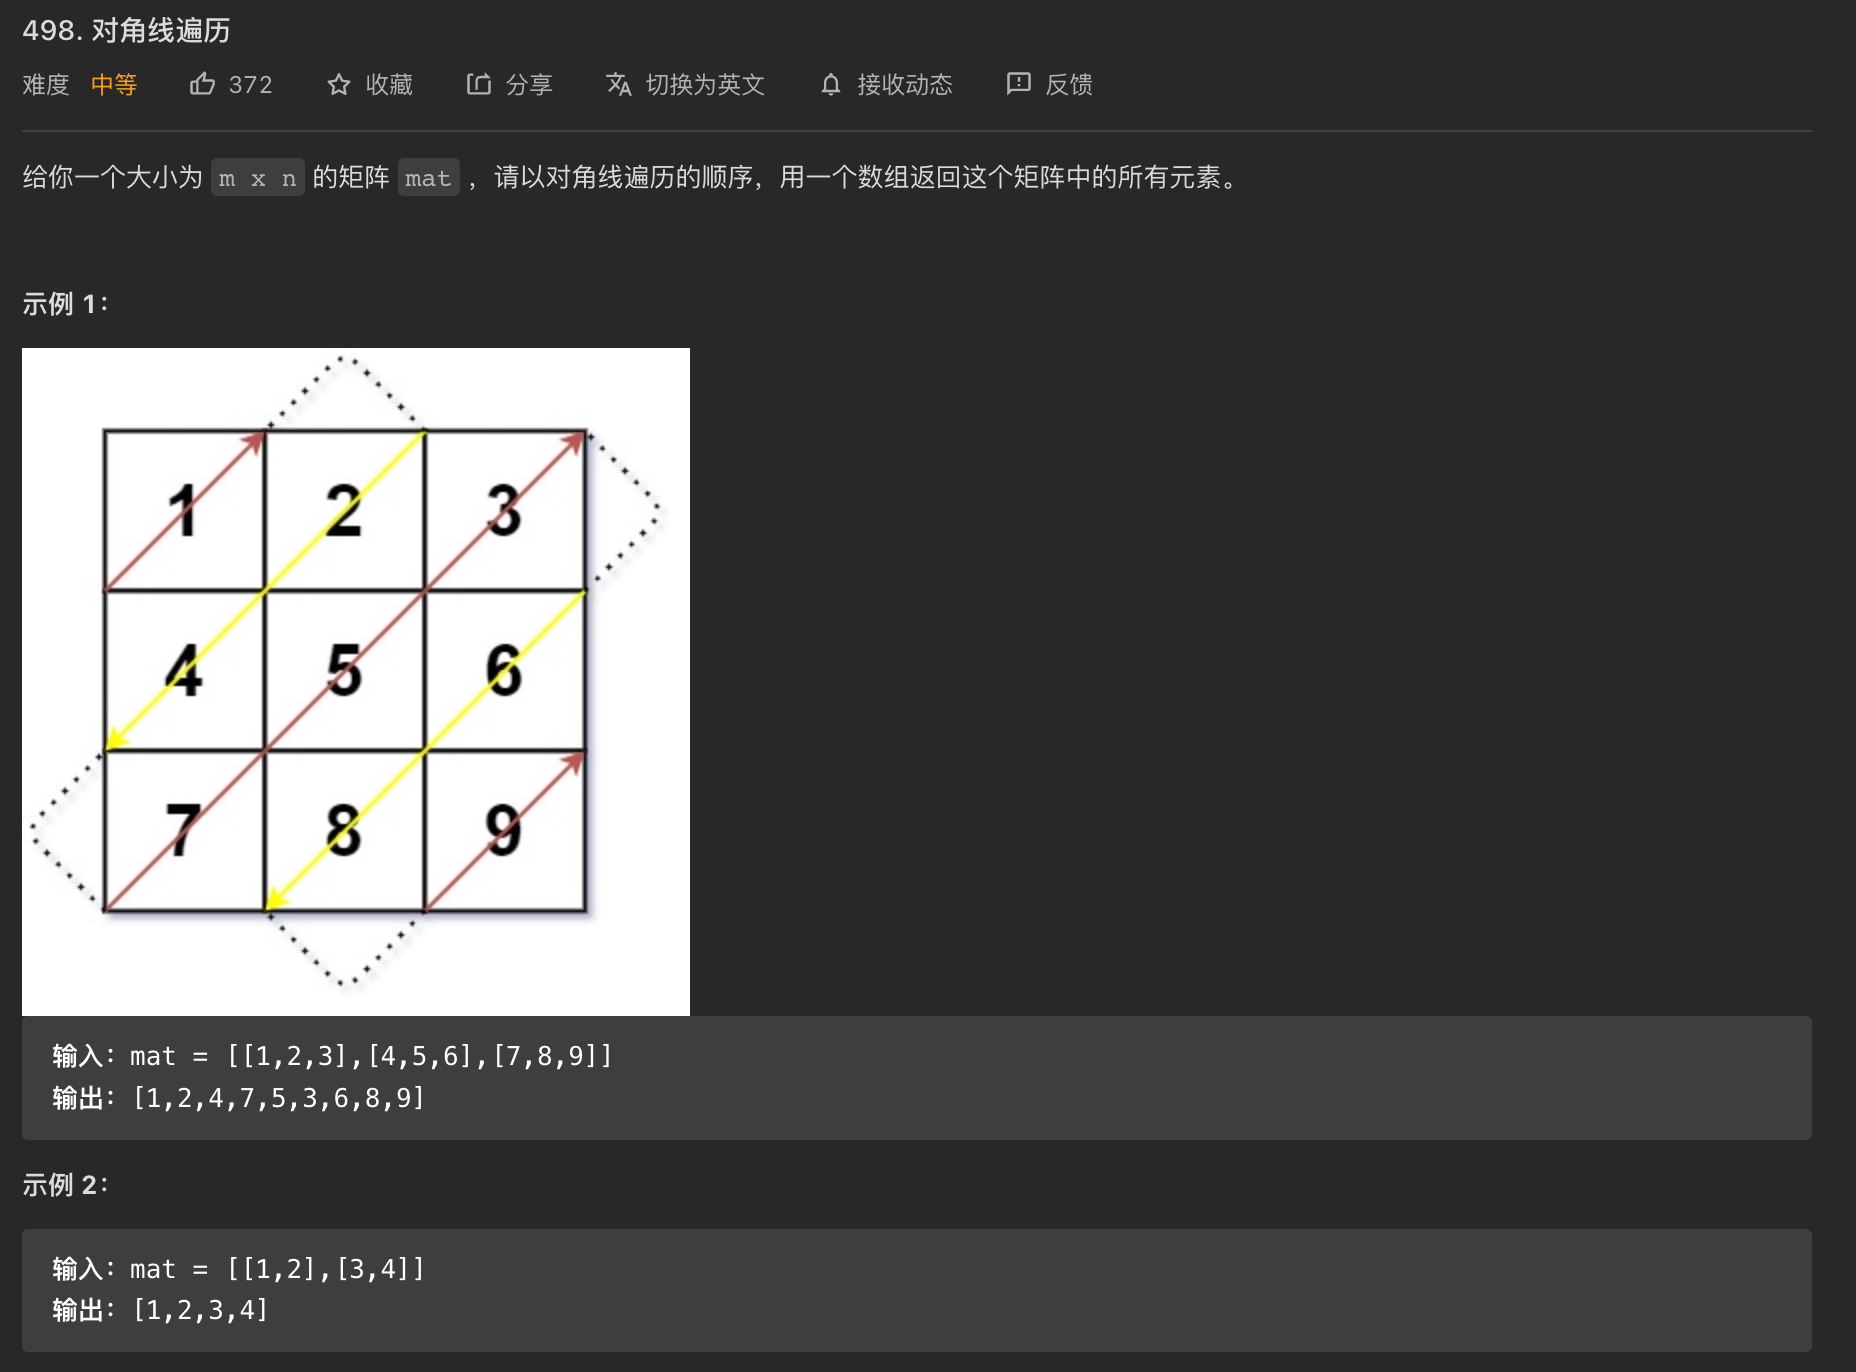 498. 对角线遍历
难度 中等 372 收藏 分享 切换为英文 接收动态 反馈
给你一个大小为 m x n 的矩阵 mat ，请以对角线遍历的顺序，用一个数组返回这个矩阵中的所有元素。
示例 1：
1 2 3
4 5 6
7 8 9
输入：mat = [[1,2,3],[4,5,6],[7,8,9]]
输出：[1,2,4,7,5,3,6,8,9]
示例 2：
输入：mat = [[1,2],[3,4]]
输出：[1,2,3,4]